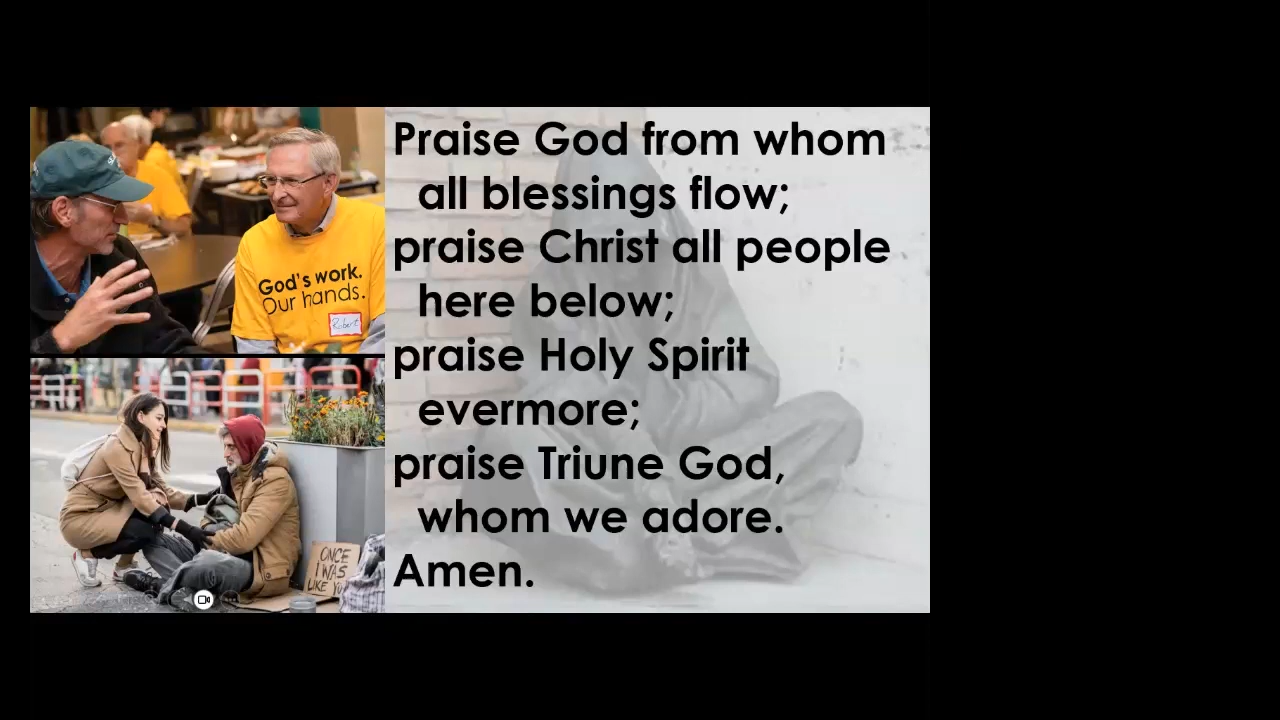 Praise God from whom
all blessings flow;
praise Christ all people
here below;
praise Holy Spirit
evermore;
praise Triune God,
whom we adore.
Amen.
God's work.
Our hands.
Robert
ONCE
I WAS
LIKE